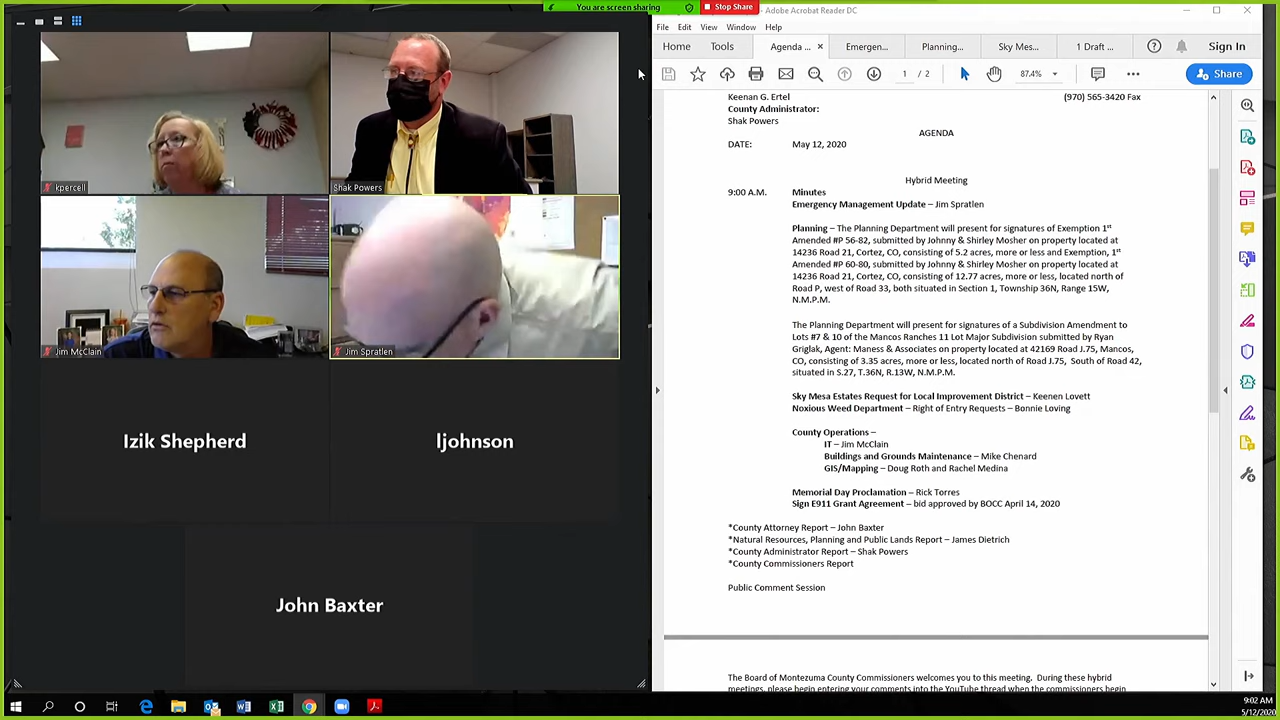 You are screen sharing
Stop Share
- Adobe Acrobat Reader DC
File Edit View Window Help
Home Tools Agenda ... × Emergen... Planning... Sky Mes... 1 Draft ... Sign In
1 / 2 87.4% Share
kpercell
Shak Powers
Jim McClain
Jim Spratlen
Izik Shepherd
ljohnson
John Baxter
Keenan G. Ertel (970) 565-3420 Fax
County Administrator:
Shak Powers
AGENDA
DATE: May 12, 2020
Hybrid Meeting
9:00 A.M. Minutes
Emergency Management Update – Jim Spratlen
Planning – The Planning Department will present for signatures of Exemption 1st
Amended #P 56-82, submitted by Johnny & Shirley Mosher on property located at
14236 Road 21, Cortez, CO, consisting of 5.2 acres, more or less and Exemption, 1st
Amended #P 60-80, submitted by Johnny & Shirley Mosher on property located at
14236 Road 21, Cortez, CO, consisting of 12.77 acres, more or less, located north of
Road P, west of Road 33, both situated in Section 1, Township 36N, Range 15W,
N.M.P.M.
The Planning Department will present for signatures of a Subdivision Amendment to
Lots #7 & 10 of the Mancos Ranches 11 Lot Major Subdivision submitted by Ryan
Griglak, Agent: Maness & Associates on property located at 42169 Road J.75, Mancos,
CO, consisting of 3.35 acres, more or less, located north of Road J.75, South of Road 42,
situated in S.27, T.36N, R.13W, N.M.P.M.
Sky Mesa Estates Request for Local Improvement District – Keenen Lovett
Noxious Weed Department – Right of Entry Requests – Bonnie Loving
County Operations –
IT – Jim McClain
Buildings and Grounds Maintenance – Mike Chenard
GIS/Mapping – Doug Roth and Rachel Medina
Memorial Day Proclamation – Rick Torres
Sign E911 Grant Agreement – bid approved by BOCC April 14, 2020
*County Attorney Report – John Baxter
*Natural Resources, Planning and Public Lands Report – James Dietrich
*County Administrator Report – Shak Powers
*County Commissioners Report
Public Comment Session
The Board of Montezuma County Commissioners welcomes you to this meeting. During these hybrid
meetings, please begin entering your comments into the YouTube thread when the commissioners begin
9:02 AM
5/12/2020